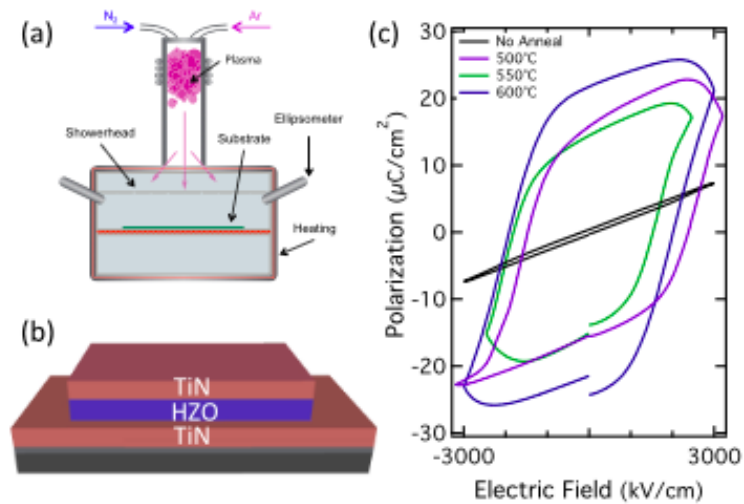 (a)
N₂
Ar
Plasma
Showerhead
Substrate
Ellipsometer
Heating
(b)
TiN
HZO
TiN
(c)
No Anneal
500℃
550℃
600℃
30
20
10
0
-10
-20
-30
Polarization (µC/cm²)
-3000
3000
Electric Field (kV/cm)